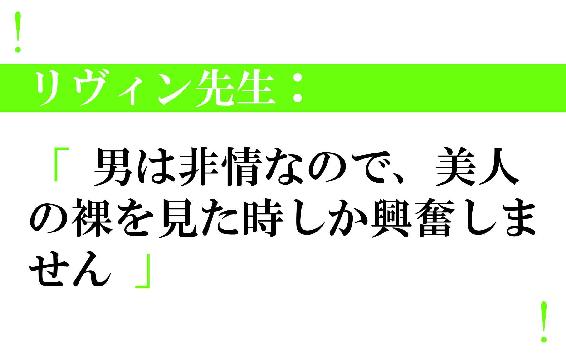 !
リヴィン先生：
「 男は非情なので、美人
の裸を見た時しか興奮しま
せん 」
!